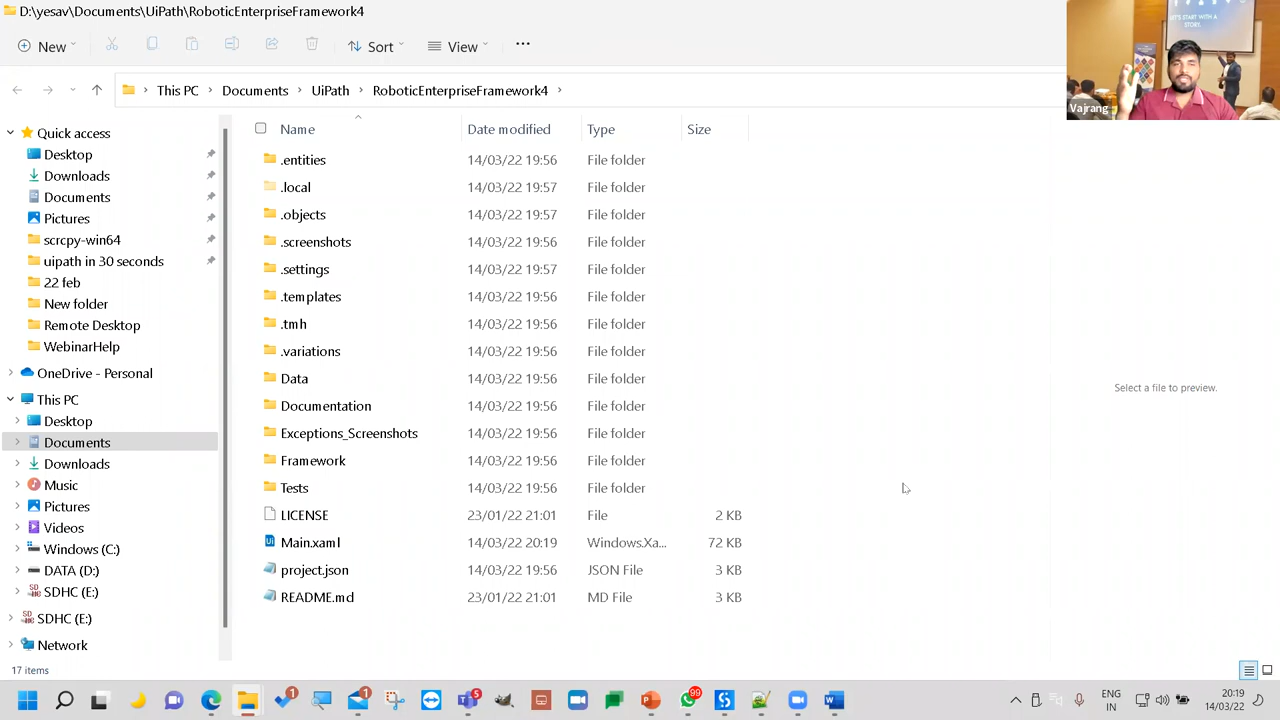 D:\yesav\Documents\UiPath\RoboticEnterpriseFramework4
New
Sort
View
This PC
Documents
UiPath
RoboticEnterpriseFramework4
LET'S START WITH A
STORY.
Vajrang
Quick access
Desktop
Downloads
Documents
Pictures
scrcpy-win64
uipath in 30 seconds
22 feb
New folder
Remote Desktop
WebinarHelp
OneDrive - Personal
This PC
Desktop
Documents
Downloads
Music
Pictures
Videos
Windows (C:)
DATA (D:)
SDHC (E:)
SDHC (E:)
Network
Name Date modified Type Size
.entities 14/03/22 19:56 File folder
.local 14/03/22 19:57 File folder
.objects 14/03/22 19:57 File folder
.screenshots 14/03/22 19:56 File folder
.settings 14/03/22 19:57 File folder
.templates 14/03/22 19:56 File folder
.tmh 14/03/22 19:56 File folder
.variations 14/03/22 19:56 File folder
Data 14/03/22 19:56 File folder
Documentation 14/03/22 19:56 File folder
Exceptions_Screenshots 14/03/22 19:56 File folder
Framework 14/03/22 19:56 File folder
Tests 14/03/22 19:56 File folder
LICENSE 23/01/22 21:01 File 2 KB
Main.xaml 14/03/22 20:19 Windows.Xa... 72 KB
project.json 14/03/22 19:56 JSON File 3 KB
README.md 23/01/22 21:01 MD File 3 KB
Select a file to preview.
17 items
1
1
5
99
ENG
IN
20:19
14/03/22